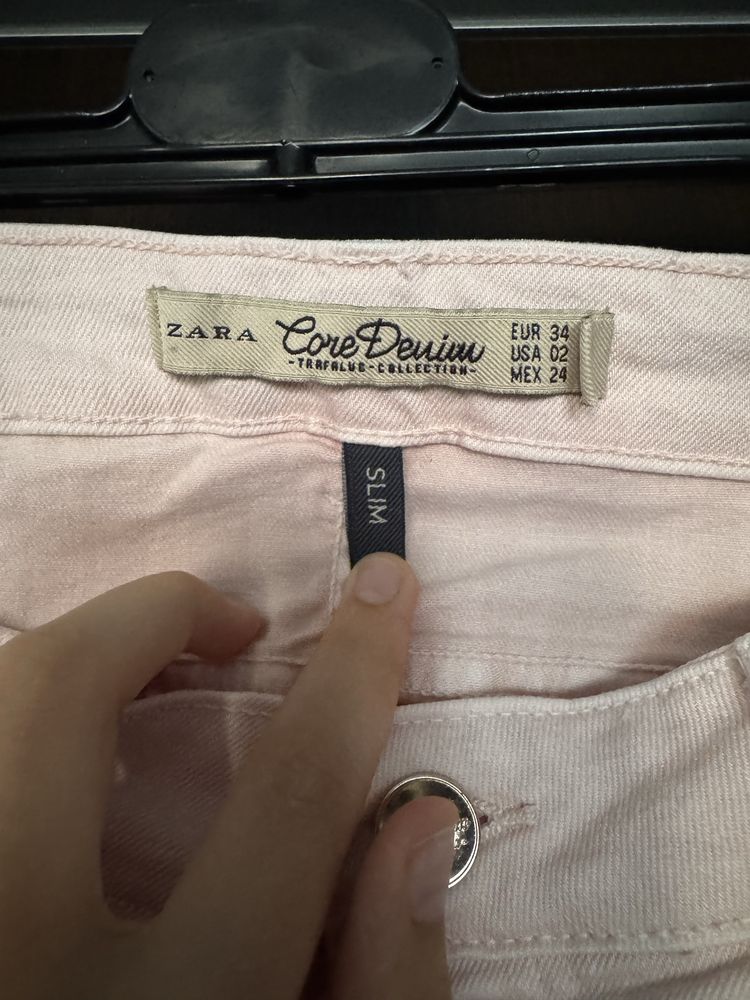 ZARA
Core Denim
-TRAFALUC-COLLECTION-
EUR 34
USA 02
MEX 24
SLIM